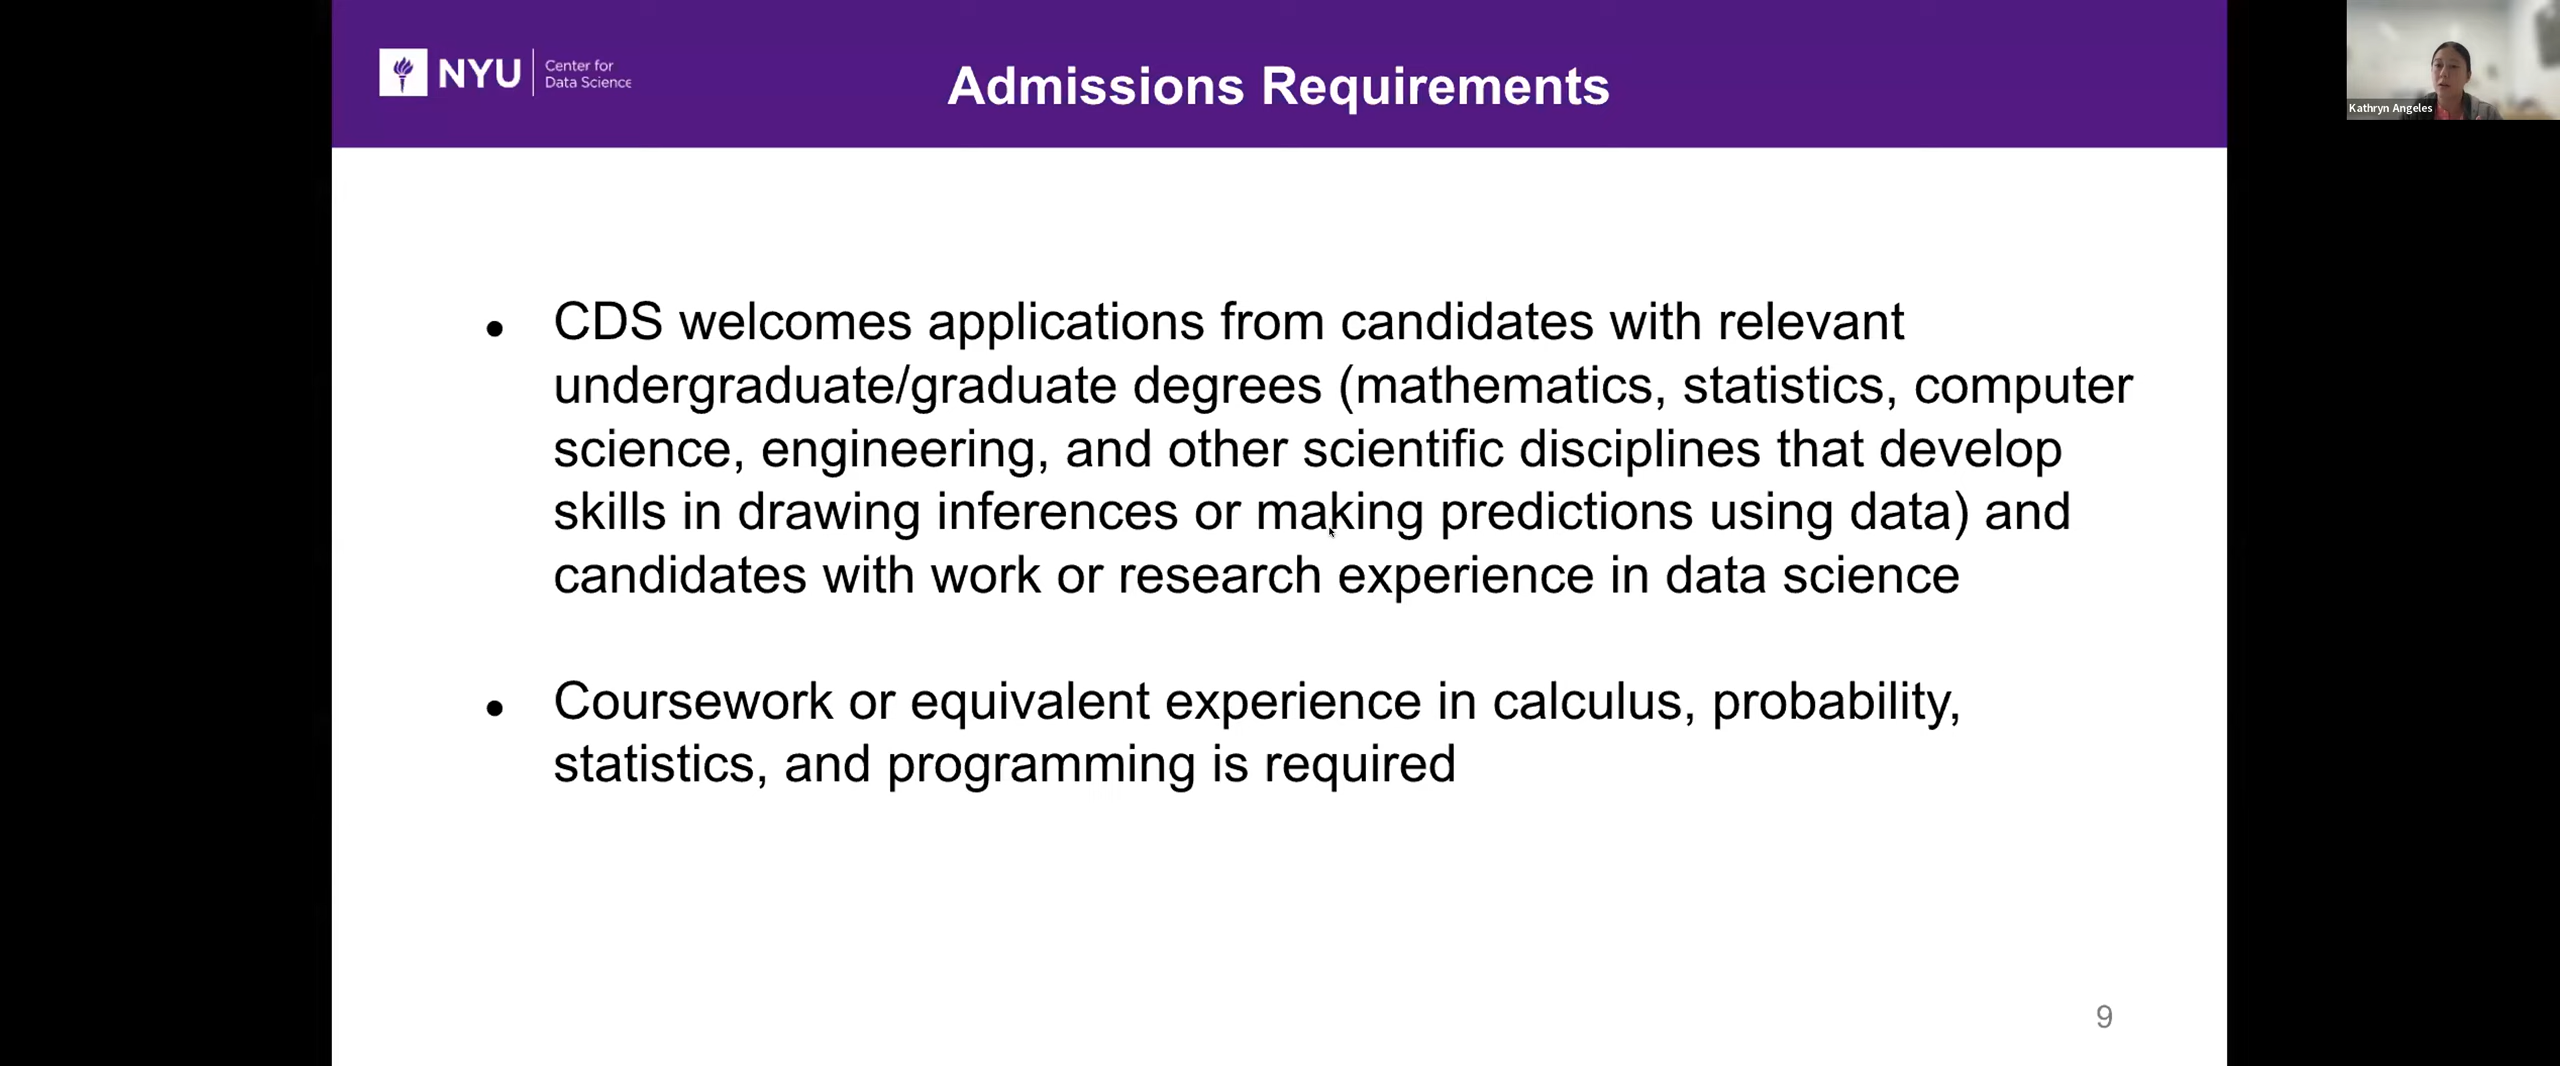 NYU
Center for
Data Science
Admissions Requirements
Kathryn Angeles
● CDS welcomes applications from candidates with relevant
undergraduate/graduate degrees (mathematics, statistics, computer
science, engineering, and other scientific disciplines that develop
skills in drawing inferences or making predictions using data) and
candidates with work or research experience in data science
● Coursework or equivalent experience in calculus, probability,
statistics, and programming is required
9